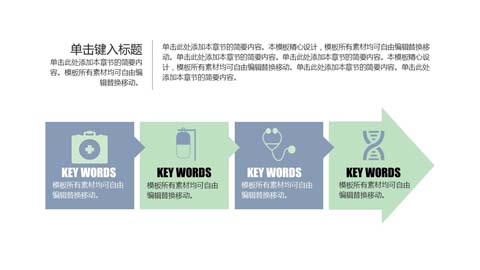 单击键入标题
单击此处添加本章节的简要内
容。模板所有素材均可自由编
辑替换移动。
单击此处添加本章节的简要内容。本模板精心设计，模板所有素材均可自由编辑替换移
动。单击此处添加本章节的简要内容。单击此处添加本章节的简要内容。本模板精心设
计，模板所有素材均可自由编辑替换移动。单击此处添加本章节的简要内容。单击此
处添加本章节的简要内容。
KEY WORDS
模板所有素材均可自由
编辑替换移动。
KEY WORDS
模板所有素材均可自由
编辑替换移动。
KEY WORDS
模板所有素材均可自由
编辑替换移动。
KEY WORDS
模板所有素材均可自由
编辑替换移动。